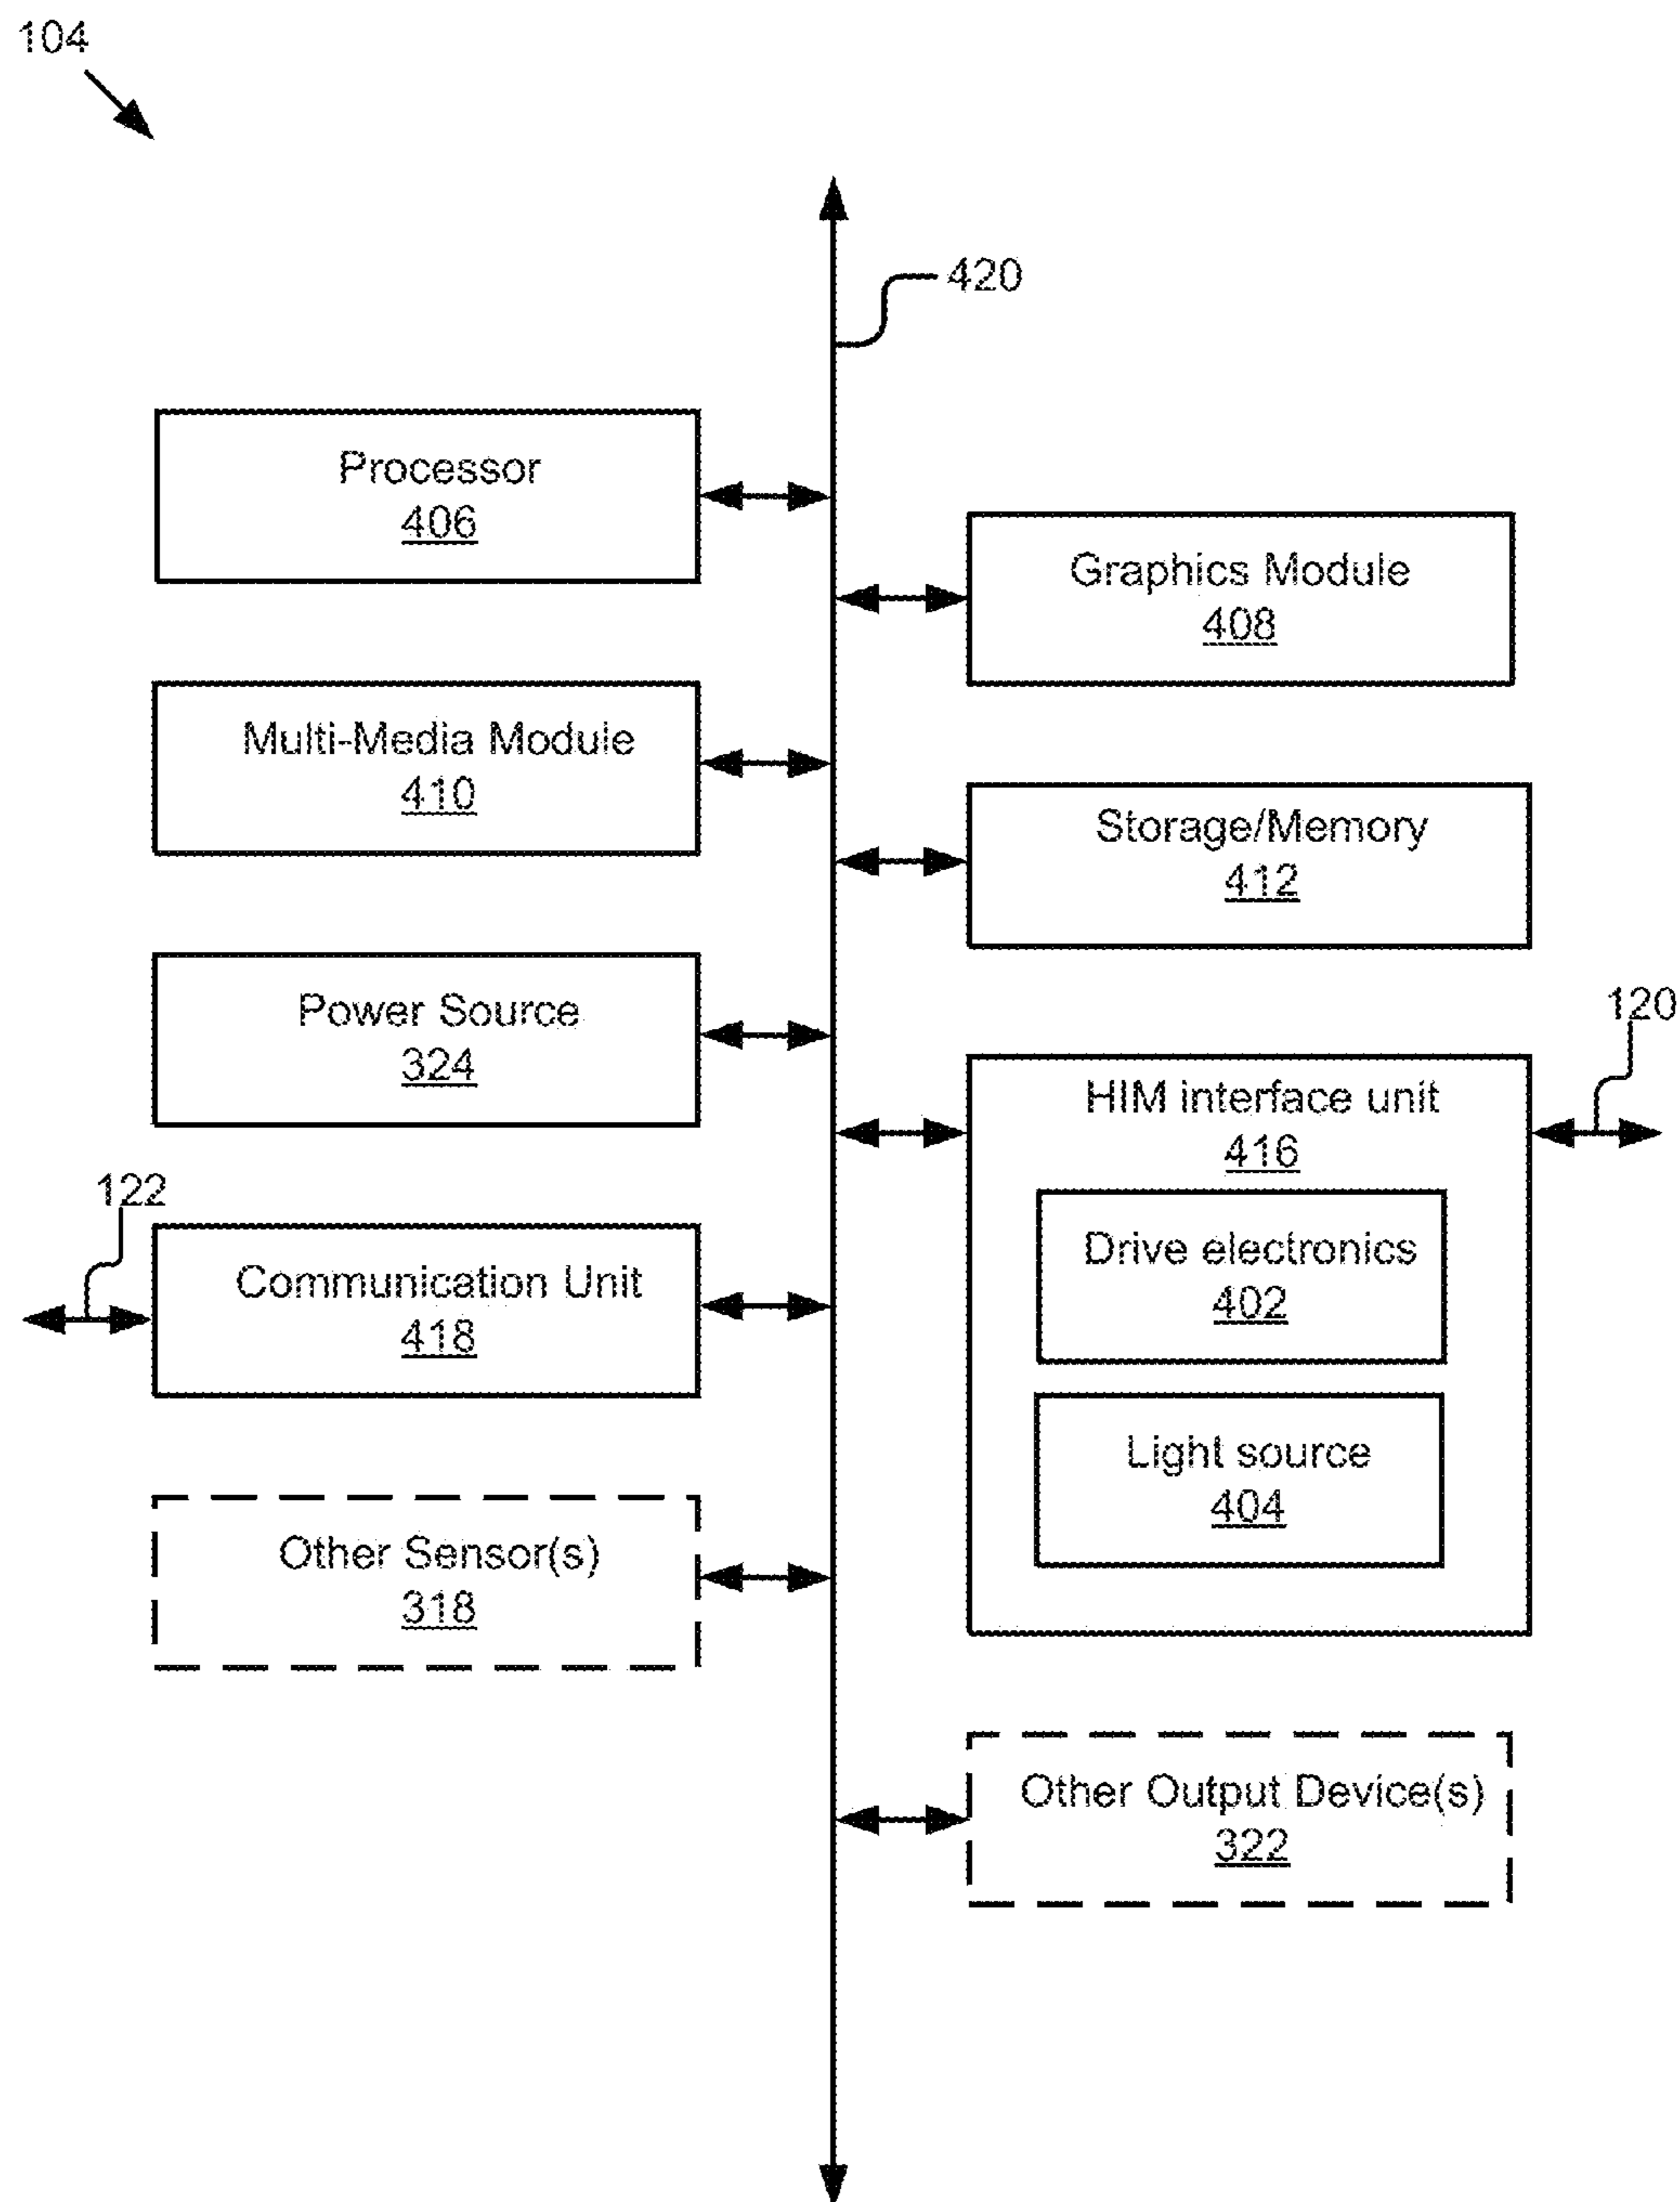 104
420
Processor
406
Graphics Module
408
Multi-Media Module
410
Storage/Memory
412
Power Source
324
120
HIM interface unit
416
122
Communication Unit
418
Drive electronics
402
Light source
404
Other Sensor(s)
318
Other Output Device(s)
322